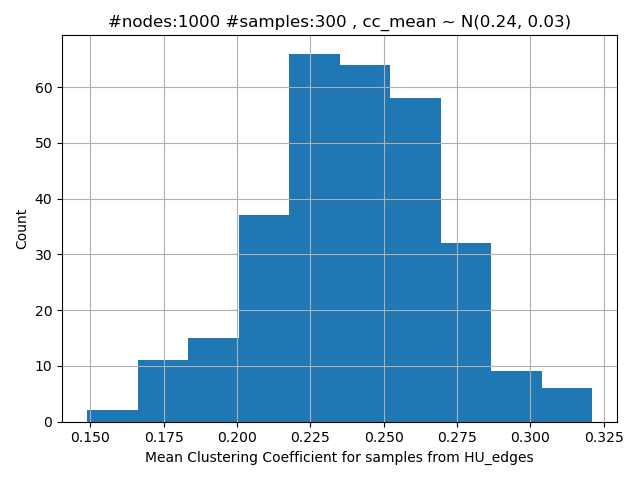 #nodes:1000 #samples:300 , cc_mean ~ N(0.24, 0.03)
60
50
40
30
20
10
0
Count
0.150 0.175 0.200 0.225 0.250 0.275 0.300 0.325
Mean Clustering Coefficient for samples from HU_edges